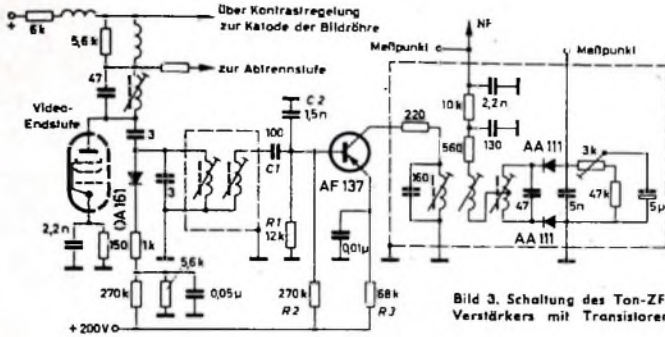 über Kontrastregelung
zur Katode der Bildröhre
+
6k
5,6k
zur Abtrennstufe
47
Video-
Endstufe
3
OA 161
2,2n
150
1k
3
270k
5,6k
0,05µ
+ 200V
C2
1,5n
100
C1
R1
12k
AF 137
0,01µ
270k
R2
68k
R3
220
NF
Meßpunkt
Meßpunkt
10k
2,2n
560
130
160
47
AA 111
AA 111
5n
3k
47k
5µ
Bild 3. Schaltung des Ton-ZF
Verstärkers mit Transistoren